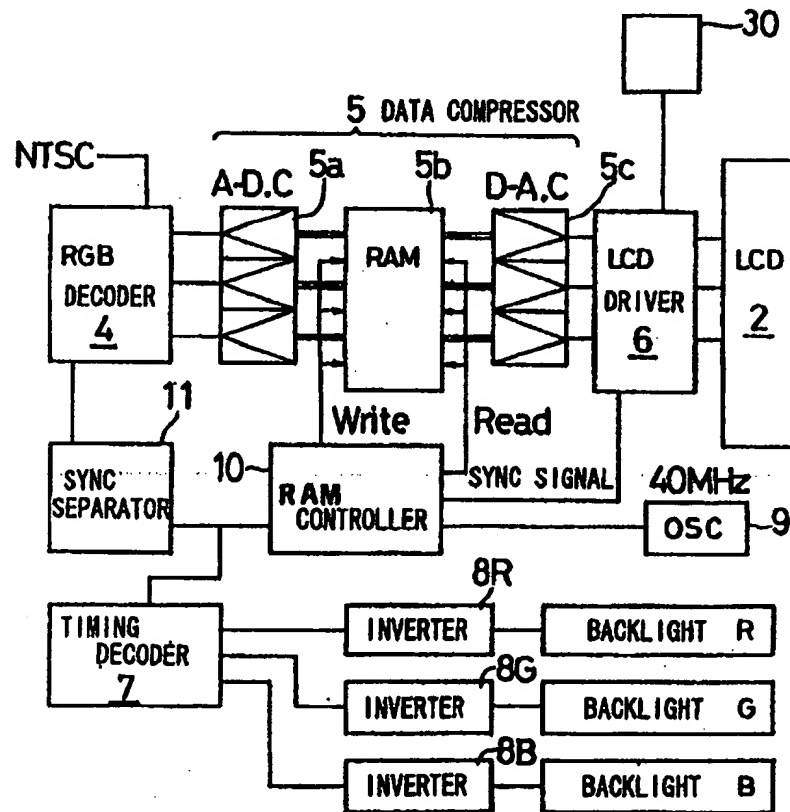 30
5 DATA COMPRESSOR
NTSC
A-D.C
5a
5b
D-A.C
5c
RGB
DECODER
4
RAM
LCD
DRIVER
6
LCD
2
11
Write
Read
SYNC
SEPARATOR
10
RAM
CONTROLLER
SYNC SIGNAL
40MHz
OSC
9
TIMING
DECODER
7
8R
INVERTER
BACKLIGHT R
8G
INVERTER
BACKLIGHT G
8B
INVERTER
BACKLIGHT B